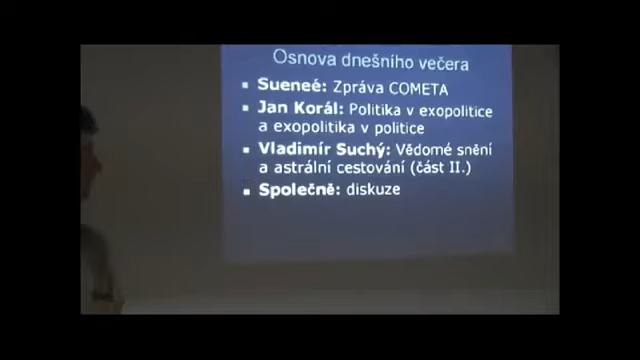 Osnova dnešního večera
Sueneé: Zpráva COMETA
Jan Korál: Politika v exopolitice
a exopolitika v politice
Vladimír Suchý: Vědomé snění
a astrální cestování (část II.)
Společně: diskuze